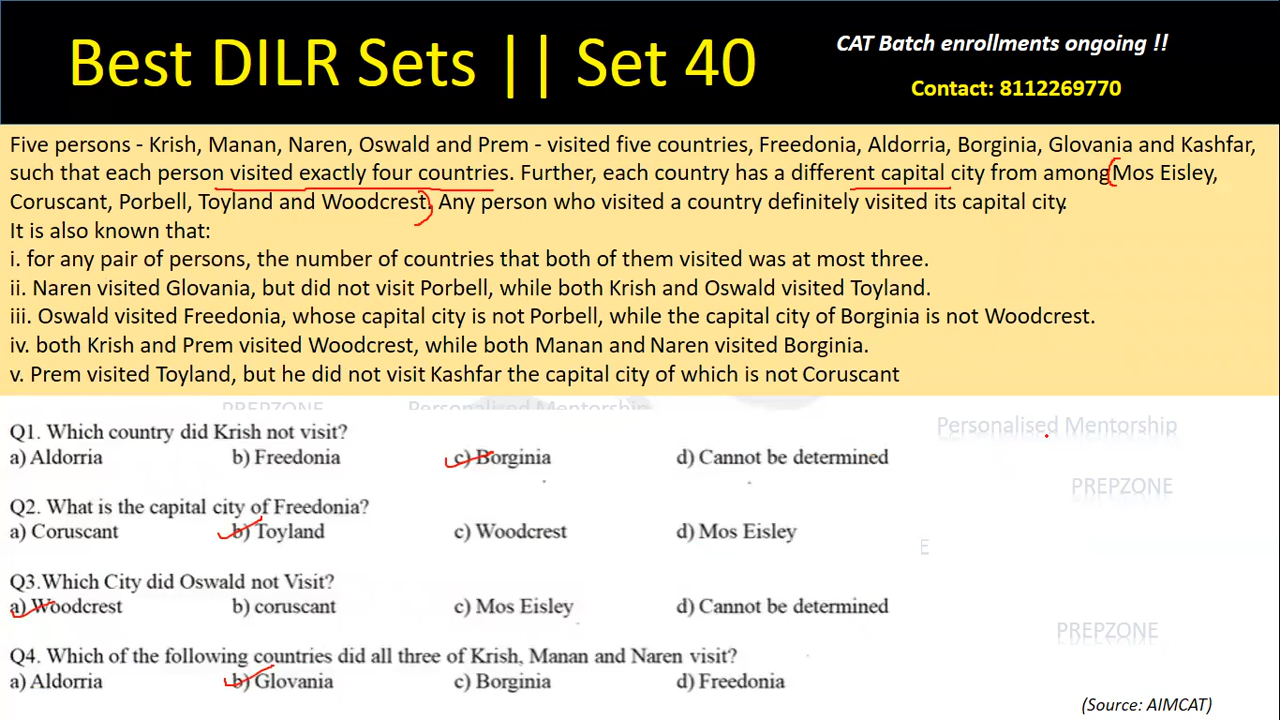 Best DILR Sets || Set 40
CAT Batch enrollments ongoing !!
Contact: 8112269770
Five persons - Krish, Manan, Naren, Oswald and Prem - visited five countries, Freedonia, Aldorria, Borginia, Glovania and Kashfar,
such that each person visited exactly four countries. Further, each country has a different capital city from among Mos Eisley,
Coruscant, Porbell, Toyland and Woodcrest. Any person who visited a country definitely visited its capital city.
It is also known that:
i. for any pair of persons, the number of countries that both of them visited was at most three.
ii. Naren visited Glovania, but did not visit Porbell, while both Krish and Oswald visited Toyland.
iii. Oswald visited Freedonia, whose capital city is not Porbell, while the capital city of Borginia is not Woodcrest.
iv. both Krish and Prem visited Woodcrest, while both Manan and Naren visited Borginia.
v. Prem visited Toyland, but he did not visit Kashfar the capital city of which is not Coruscant
PREPZONE
Personalised Mentorship
Q1. Which country did Krish not visit?
Personalised Mentorship
a) Aldorria b) Freedonia c) Borginia d) Cannot be determined
PREPZONE
Q2. What is the capital city of Freedonia?
a) Coruscant b) Toyland c) Woodcrest d) Mos Eisley
E
Q3.Which City did Oswald not Visit?
a) Woodcrest b) coruscant c) Mos Eisley d) Cannot be determined
PREPZONE
Q4. Which of the following countries did all three of Krish, Manan and Naren visit?
a) Aldorria b) Glovania c) Borginia d) Freedonia
(Source: AIMCAT)